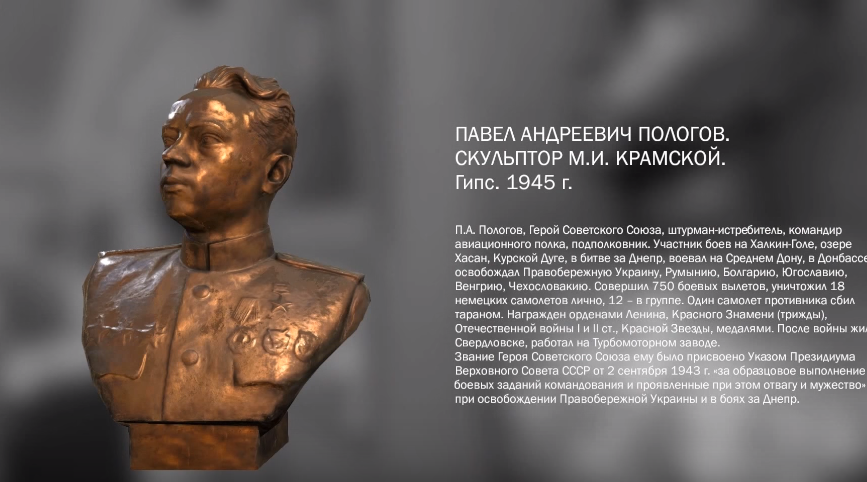 ПАВЕЛ АНДРЕЕВИЧ ПОЛОГОВ.
СКУЛЬПТОР М.И. КРАМСКОЙ.
Гипс. 1945 г.
П.А. Пологов, Герой Советского Союза, штурман-истребитель, командир
авиационного полка, подполковник. Участник боев на Халкин-Голе, озере
Хасан, Курской Дуге, в битве за Днепр, воевал на Среднем Дону, в Донбассе
освобождал Правобережную Украину, Румынию, Болгарию, Югославию,
Венгрию, Чехословакию. Совершил 750 боевых вылетов, уничтожил 18
немецких самолетов лично, 12 – в группе. Один самолет противника сбил
тараном. Награжден орденами Ленина, Красного Знамени (трижды),
Отечественной войны I и II ст., Красной Звезды, медалями. После войны
Свердловске, работал на Турбомоторном заводе.
Звание Героя Советского Союза ему было присвоено Указом Президиума
Верховного Совета СССР от 2 сентября 1943 г. «за образцовое выполнение
боевых заданий командования и проявленные при этом отвагу и мужество»
при освобождении Правобережной Украины и в боях за Днепр.